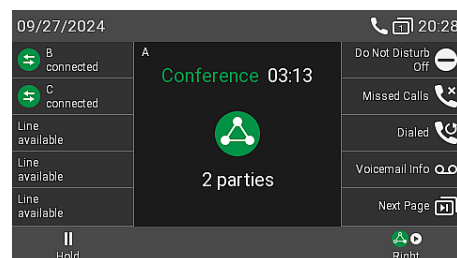 09/27/2024
1
20:28
B
connected
C
connected
Line
available
Line
available
Line
available
A
Conference 03:13
2 parties
Do Not Disturb
Off
Missed Calls
Dialed
Voicemail Info
Next Page
Hold
Right